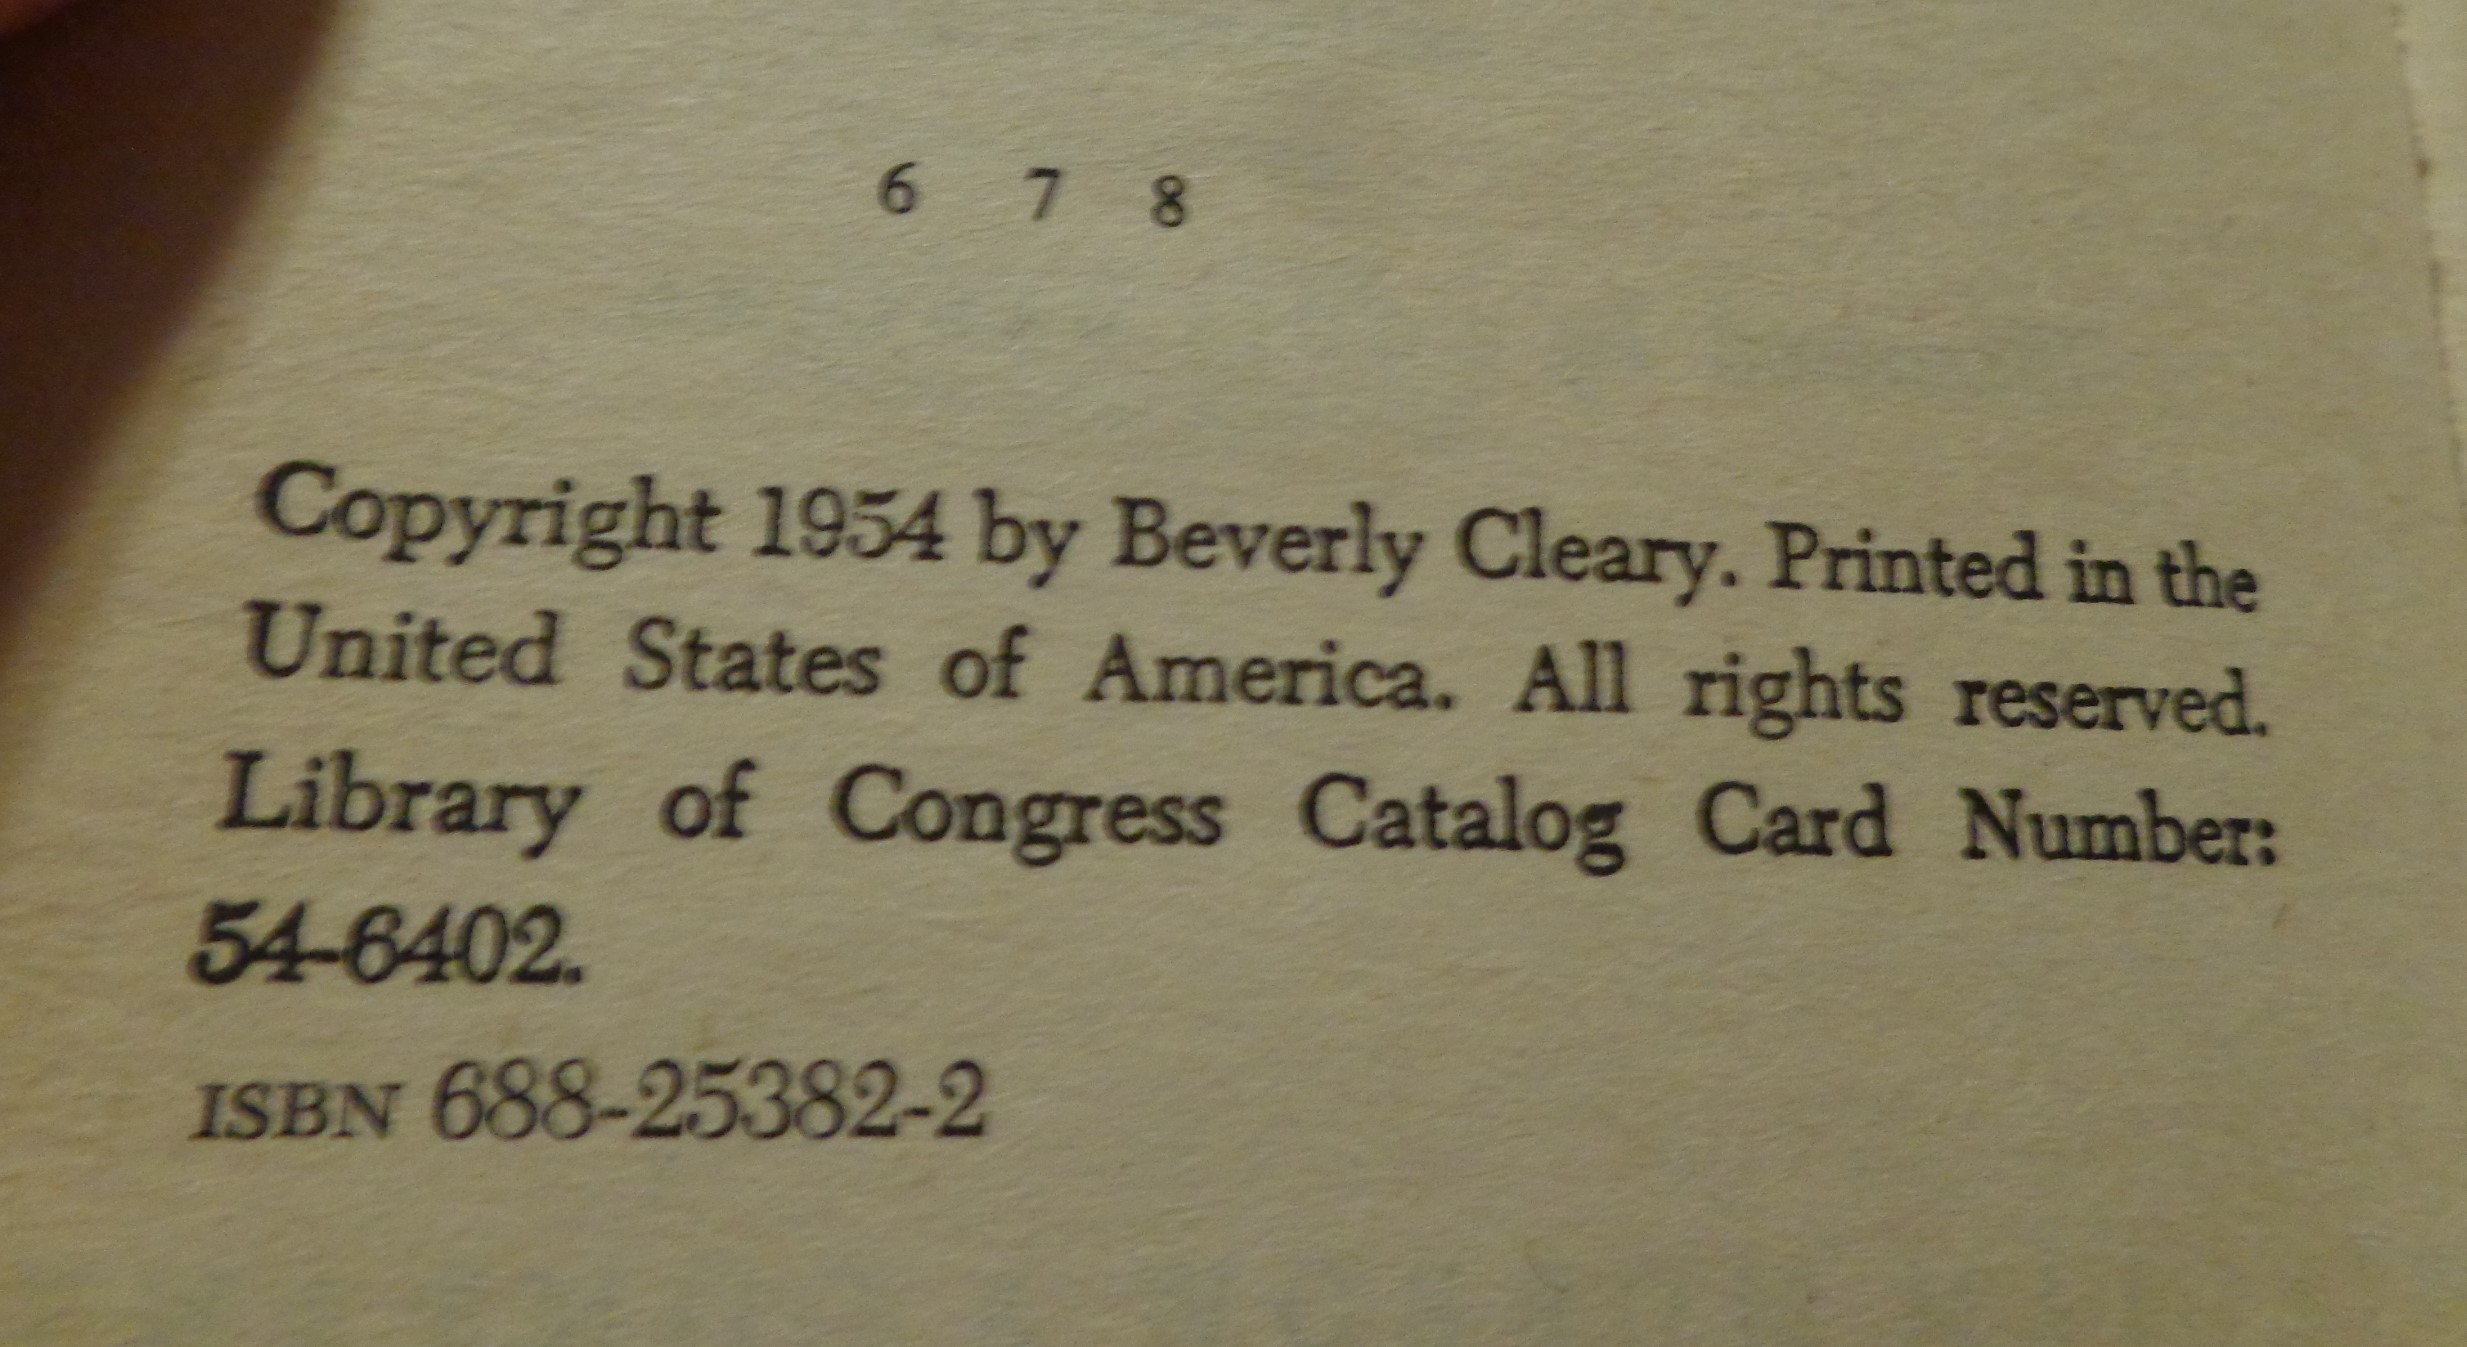 6 7 8
Copyright 1954 by Beverly Cleary. Printed in the
United States of America. All rights reserved.
Library of Congress Catalog Card Number:
54-6402.
ISBN 688-25382-2